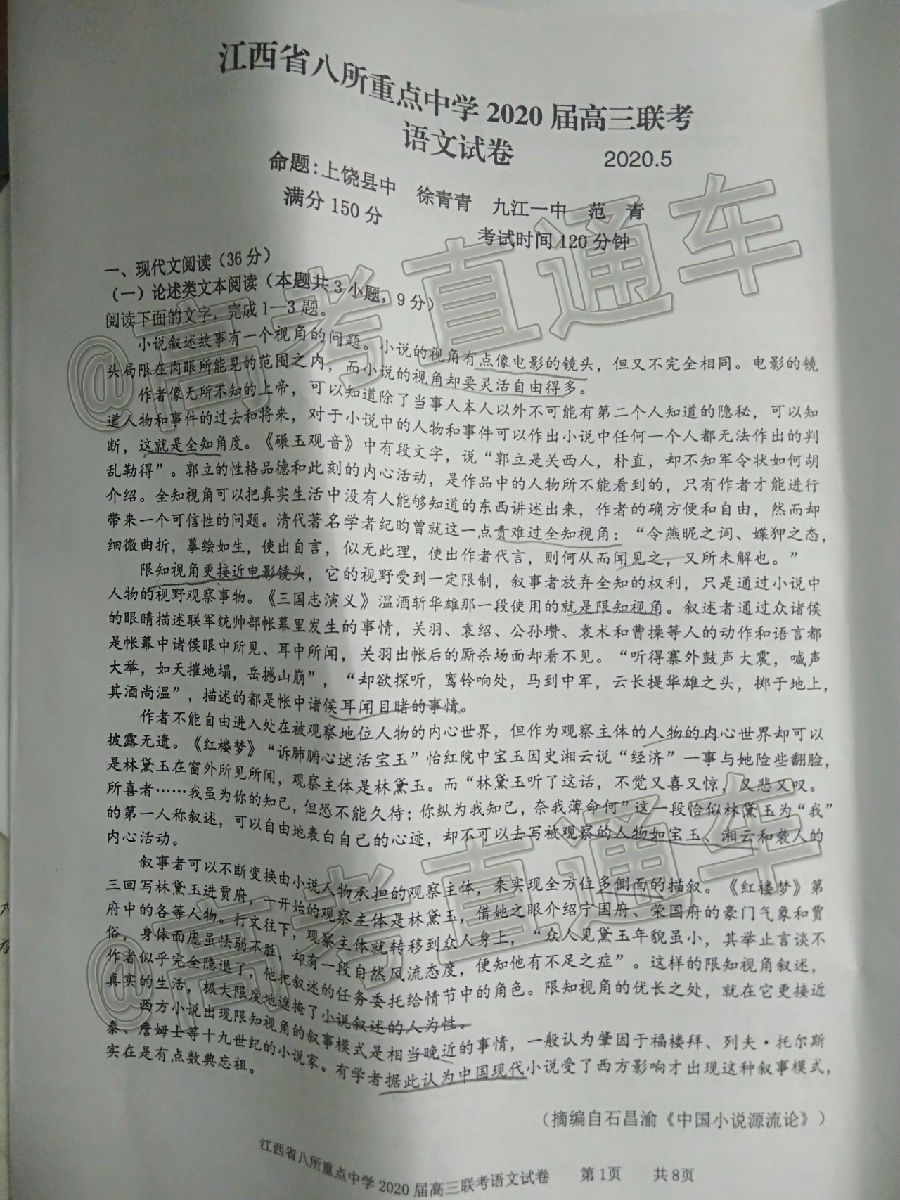 江西省八所重点中学2020届高三联考
语文试卷 2020.5
命题:上饶县中 徐青青 九江一中 范 青
满分150分 考试时间120分钟
一、现代文阅读(36分)
(一)论述类文本阅读(本题共3小题,9分)
阅读下面的文字,完成1—3题。
小说叙述故事有一个视角的问题。小说的视角有点像电影的镜头,但又不完全相同。电影的镜
头局限在肉眼所能见的范围之内,而小说的视角却要灵活自由得多。
作者像无所不知的上帝,可以知道除了当事人本人以外不可能有第二个人知道的隐秘,可以知
道人物和事件的过去和将来,对于小说中的人物和事件可以作出小说中任何一个人都无法作出的判
断,这就是全知角度。《碾玉观音》中有段文字,说“郭立是关西人,朴直,却不知军令状如何胡
乱勒得”。郭立的性格品德和此刻的内心活动,是作品中的人物所不能看到的,只有作者才能进行
介绍。全知视角可以把真实生活中没有人能够知道的东西讲述出来,作者的确方便和自由,然而却
带来一个可信性的问题。清代著名学者纪昀曾就这一点责难过全知视角:“令燕昵之词、媟狎之态,
细微曲折,摹绘如生,使出自言,似无此理,使出作者代言,则何从而闻见之,又所未解也。”
限知视角更接近电影镜头,它的视野受到一定限制,叙事者放弃全知的权利,只是通过小说中
人物的视野观察事物。《三国志演义》温酒斩华雄那一段使用的就是限知视角。叙述者通过众诸侯
的眼睛描述联军统帅部帐幕里发生的事情,关羽、袁绍、公孙瓒、袁术和曹操等人的动作和语言都
是帐幕中诸侯眼中所见、耳中所闻,关羽出帐后的厮杀场面却看不见。“听得寨外鼓声大震,喊声
大举,如天摧地塌,岳撼山崩”,“却欲探听,鸾铃响处,马到中军,云长提华雄之头,掷于地上,
其酒尚温”,描述的都是帐中诸侯耳闻目睹的事情。
作者不能自由进入处在被观察地位人物的内心世界,但作为观察主体的人物的内心世界却可以
披露无遗。《红楼梦》“诉肺腑心迷活宝玉”怡红院中宝玉因史湘云说“经济”一事与她险些翻脸,
是林黛玉在窗外所见所闻,观察主体是林黛玉。而“林黛玉听了这话,不觉又喜又惊,又悲又叹。
所喜者……我虽为你的知己,但恐不能久待;你纵为我知己,奈我薄命何”这一段恰似林黛玉为“我”
的第一人称叙述,可以自由地表白自己的心迹,却不可以去写被观察的人物如宝玉、湘云和袭人的
内心活动。
叙事者可以不断变换由小说人物承担的观察主体,来实现全方位多侧面的描叙。《红楼梦》第
三回写林黛玉进贾府,一开始的观察主体是林黛玉,借她之眼介绍宁国府、荣国府的豪门气象和贾
府中的各等人物。行文往下,观察主体就转移到众人身上,“众人见黛玉年貌虽小,其举止言谈不
俗,身体面庞虽怯弱不胜,却有一段自然风流态度,便知他有不足之症”。这样的限知视角叙述,
作者似乎完全隐退了,他把叙述的任务委托给情节中的角色。限知视角的优长之处,就在它更接近
真实的生活,极大限度地遮掩了小说叙述的人为性。
西方小说出现限知视角的叙事模式是相当晚近的事情,一般认为肇因于福楼拜、列夫·托尔斯
泰、詹姆士等十九世纪的小说家。有学者据此认为中国现代小说受了西方影响才出现这种叙事模式,
实在是有点数典忘祖。
(摘编自石昌渝《中国小说源流论》)
江西省八所重点中学2020届高三联考语文试卷 第1页 共8页
@高考直通车
@高考直通车